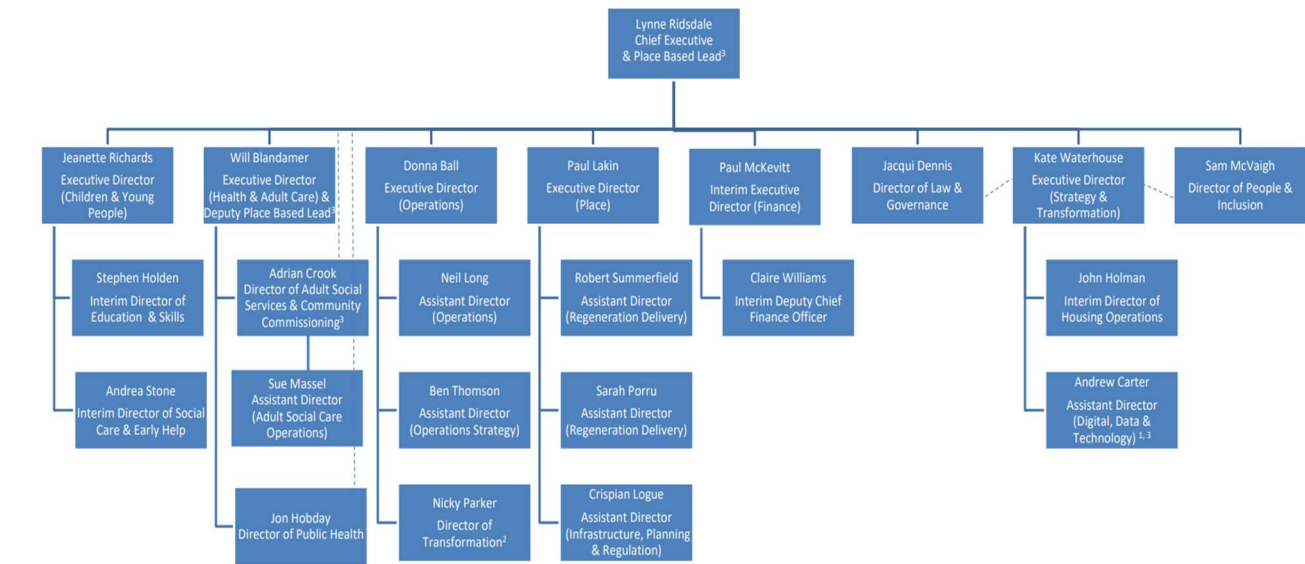 Lynne Ridsdale
Chief Executive
& Place Based Lead³
Jeanette Richards
Executive Director
(Children & Young
People)
Will Blandamer
Executive Director
(Health & Adult Care) &
Deputy Place Based Lead³
Donna Ball
Executive Director
(Operations)
Paul Lakin
Executive Director
(Place)
Paul McKevitt
Interim Executive
Director (Finance)
Jacqui Dennis
Director of Law &
Governance
Kate Waterhouse
Executive Director
(Strategy &
Transformation)
Sam McVaigh
Director of People &
Inclusion
Stephen Holden
Interim Director of
Education & Skills
Adrian Crook
Director of Adult Social
Services & Community
Commissioning³
Neil Long
Assistant Director
(Operations)
Robert Summerfield
Assistant Director
(Regeneration Delivery)
Claire Williams
Interim Deputy Chief
Finance Officer
John Holman
Interim Director of
Housing Operations
Andrea Stone
Interim Director of Social
Care & Early Help
Sue Massel
Assistant Director
(Adult Social Care
Operations)
Ben Thomson
Assistant Director
(Operations Strategy)
Sarah Porru
Assistant Director
(Regeneration Delivery)
Andrew Carter
Assistant Director
(Digital, Data &
Technology) ¹, ³
Jon Hobday
Director of Public Health
Nicky Parker
Director of
Transformation²
Crispian Logue
Assistant Director
(Infrastructure, Planning
& Regulation)